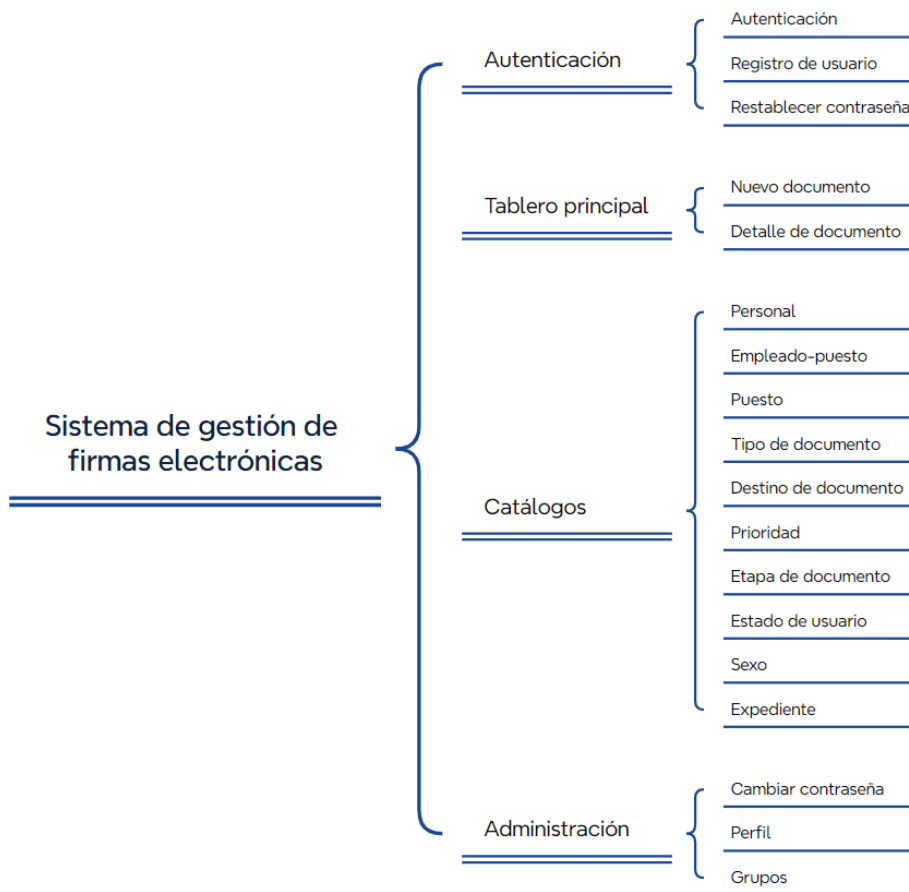 Sistema de gestión de
firmas electrónicas
Autenticación
Autenticación
Registro de usuario
Restablecer contraseña
Tablero principal
Nuevo documento
Detalle de documento
Catálogos
Personal
Empleado-puesto
Puesto
Tipo de documento
Destino de documento
Prioridad
Etapa de documento
Estado de usuario
Sexo
Expediente
Administración
Cambiar contraseña
Perfil
Grupos